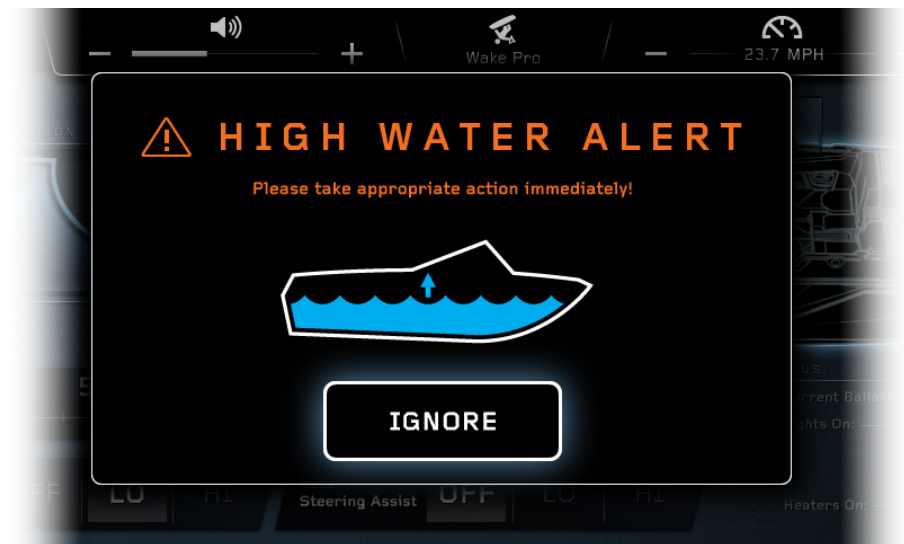 Wake Pro
23.7 MPH
HIGH WATER ALERT
Please take appropriate action immediately!
IGNORE
LO
HI
Steering Assist
OFF
LO
HI
Heaters On: